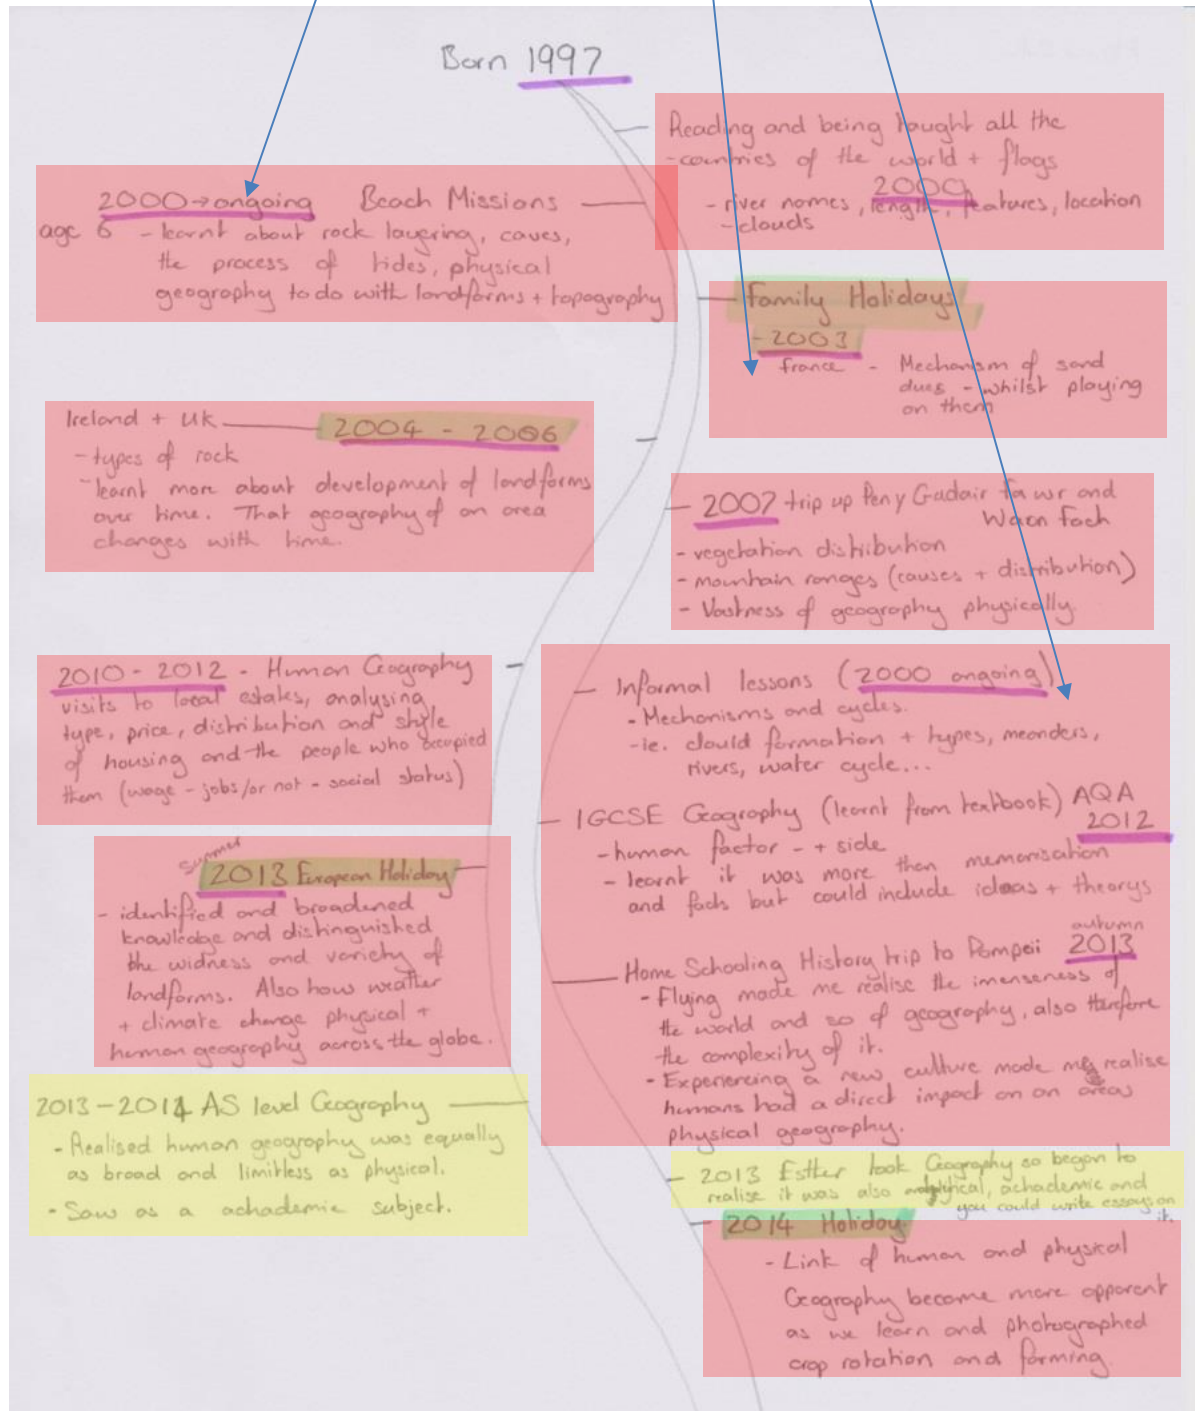 Born 1997
Reading and being taught all the
-countries of the world + flags
2000
- river names, length, features, location
-clouds
2000→ongoing Beach Missions
age 6 - learnt about rock layering, caves,
the process of tides, physical
geography to do with landforms + topography
Family Holidays
- 2003
France - Mechanism of sand
dues - whilst playing
on them
Ireland + UK 2004 - 2006
- types of rock
- learnt more about development of landforms
over time. That geography of an area
changes with time.
- 2007 trip up Pen y Gadair Fawr and
Waun Fach
- vegetation distribution
- mountain ranges (causes + distribution)
- Vastness of geography physically.
2010 - 2012 - Human Geography
visits to local estates, analysing
type, price, distribution and style
of housing and the people who occupied
them (wage - jobs/or not - social status)
- Informal lessons (2000 ongoing)
- Mechanisms and cycles.
- ie. cloud formation + types, meanders,
rivers, water cycle...
- IGCSE Geography (learnt from textbook) AQA
2012
- human factor - + side
- learnt it was more than memorisation
and facts but could include ideas + theorys
summer
2013 European Holiday
- identified and broadened
knowledge and distinguished
the widness and variety of
landforms. Also how weather
+ climate change physical +
human geography across the globe.
autumn
Home Schooling History trip to Pompeii 2013
- Flying made me realise the imenseness of
the world and so of geography, also therefore
the complexity of it.
- Experiencing a new culture made me realise
humans had a direct impact on an areas
physical geography.
2013-2014 AS level Geography
- Realised human geography was equally
as broad and limitless as physical.
- Saw as a achademic subject.
- 2013 Esther took Geography so began to
realise it was also analytical, achademic and
you could write essays on
it.
- 2014 Holiday
- Link of human and physical
Geography become more apparent
as we learn and photographed
crop rotation and farming.